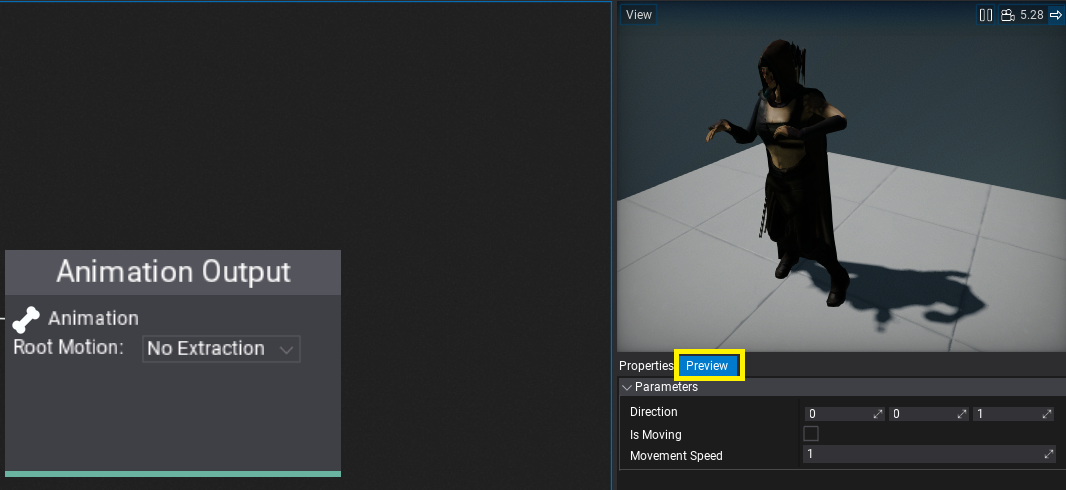 View
5.28
Animation Output
Animation
Root Motion: No Extraction
Properties Preview
Parameters
Direction 0 0 1
Is Moving
Movement Speed 1